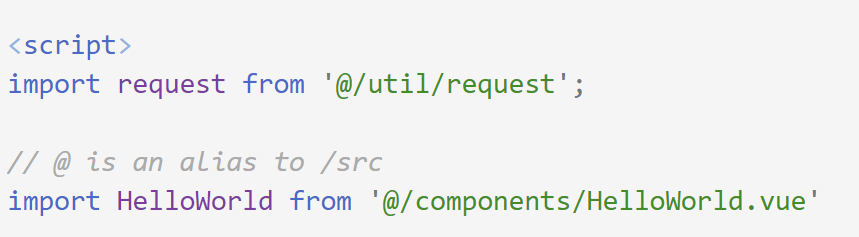 <script>
import request from '@/util/request';
// @ is an alias to /src
import HelloWorld from '@/components/HelloWorld.vue'